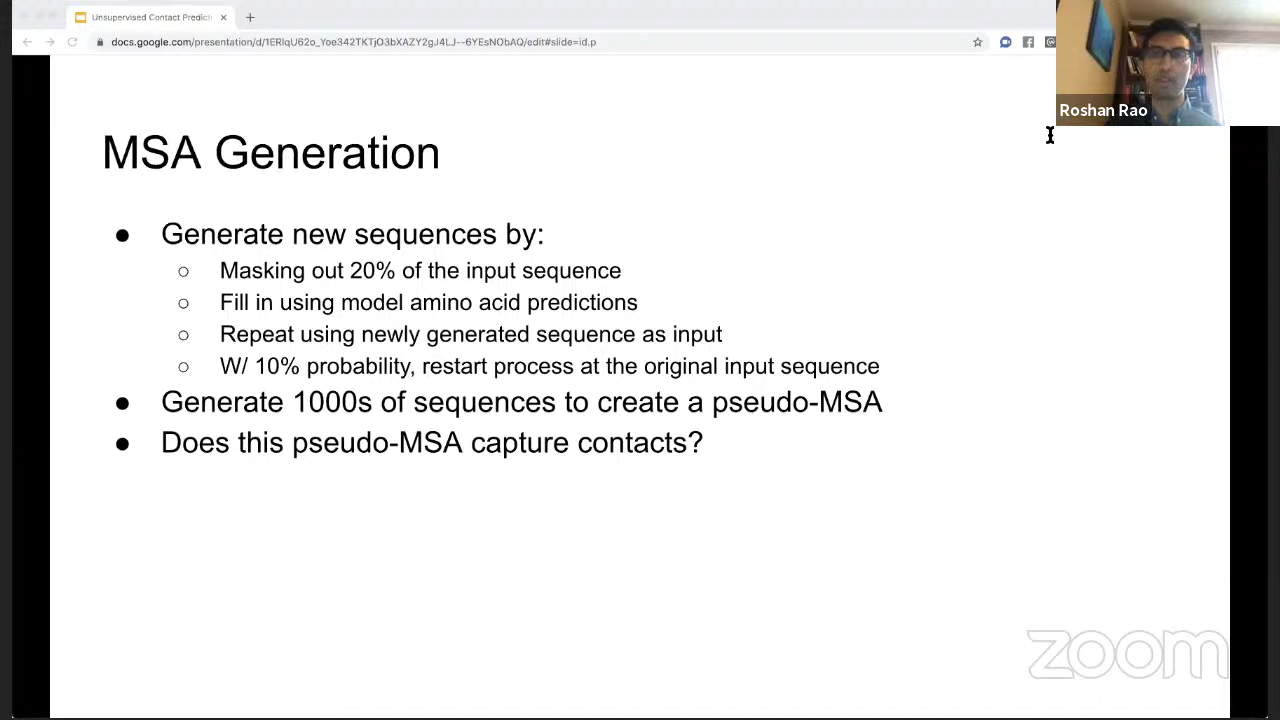 Unsupervised Contact Predicti
docs.google.com/presentation/d/1ERlqU62o_Yoe342TKTjO3bXAZY2gJ4LJ--6YEsNObAQ/edit#slide=id.p
Roshan Rao
MSA Generation
● Generate new sequences by:
○ Masking out 20% of the input sequence
○ Fill in using model amino acid predictions
○ Repeat using newly generated sequence as input
○ W/ 10% probability, restart process at the original input sequence
● Generate 1000s of sequences to create a pseudo-MSA
● Does this pseudo-MSA capture contacts?
zoom